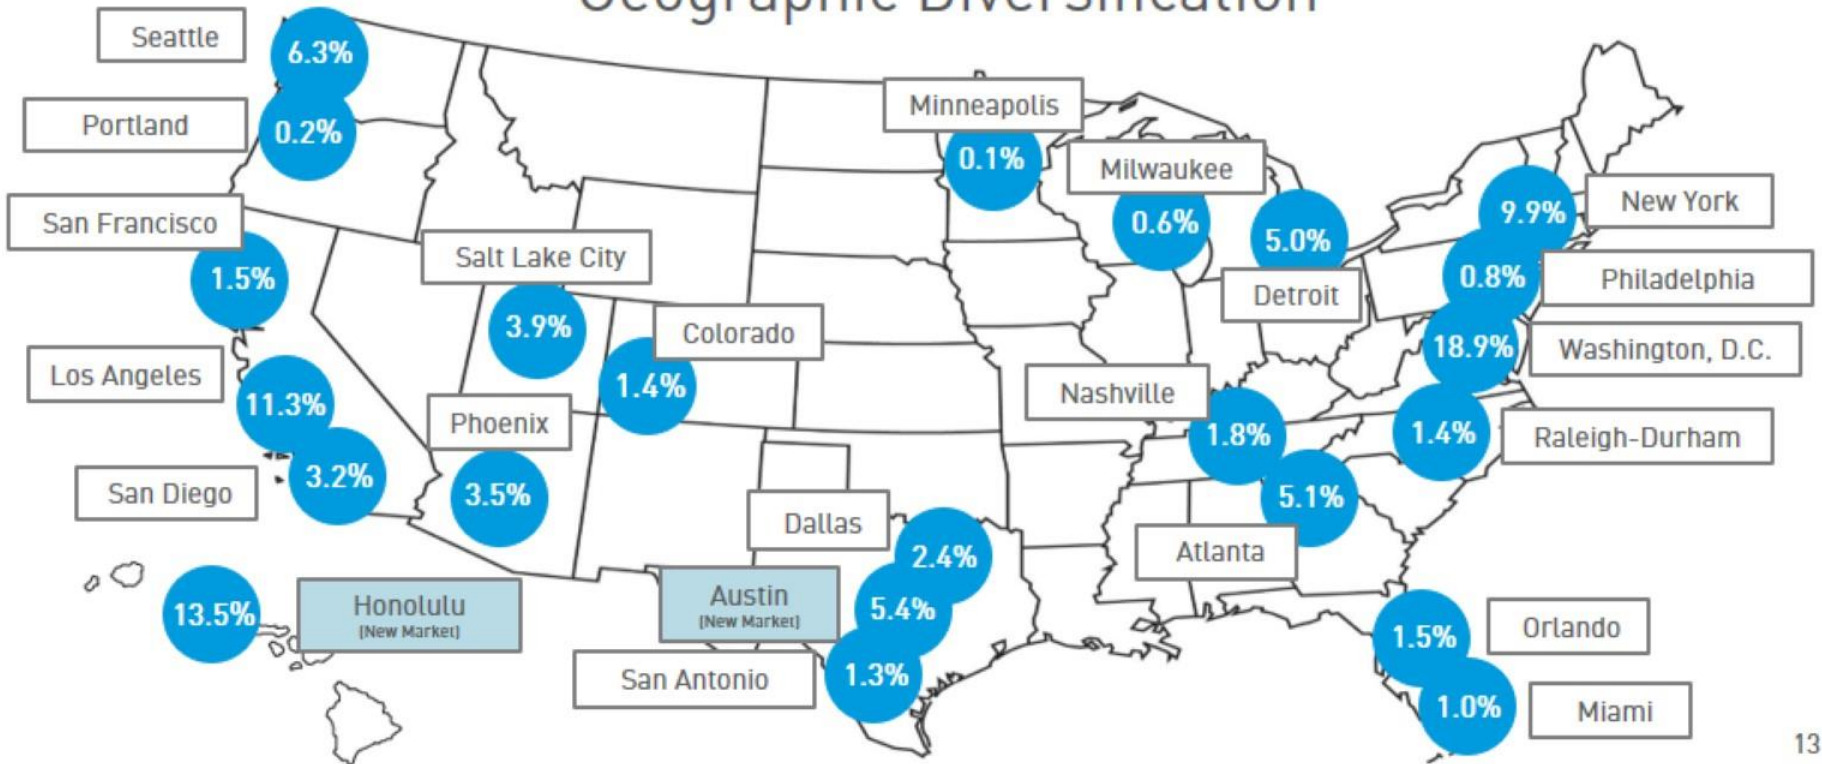 Geographic Diversification
Seattle
6.3%
Portland
0.2%
San Francisco
1.5%
Los Angeles
11.3%
San Diego
3.2%
Salt Lake City
3.9%
Colorado
1.4%
Phoenix
3.5%
Honolulu
(New Market)
13.5%
Minneapolis
0.1%
Milwaukee
0.6%
5.0%
Detroit
New York
9.9%
Philadelphia
0.8%
Washington, D.C.
18.9%
Nashville
1.8%
Raleigh-Durham
1.4%
5.1%
Atlanta
Dallas
2.4%
Austin
(New Market)
5.4%
San Antonio
1.3%
Orlando
1.5%
Miami
1.0%
13